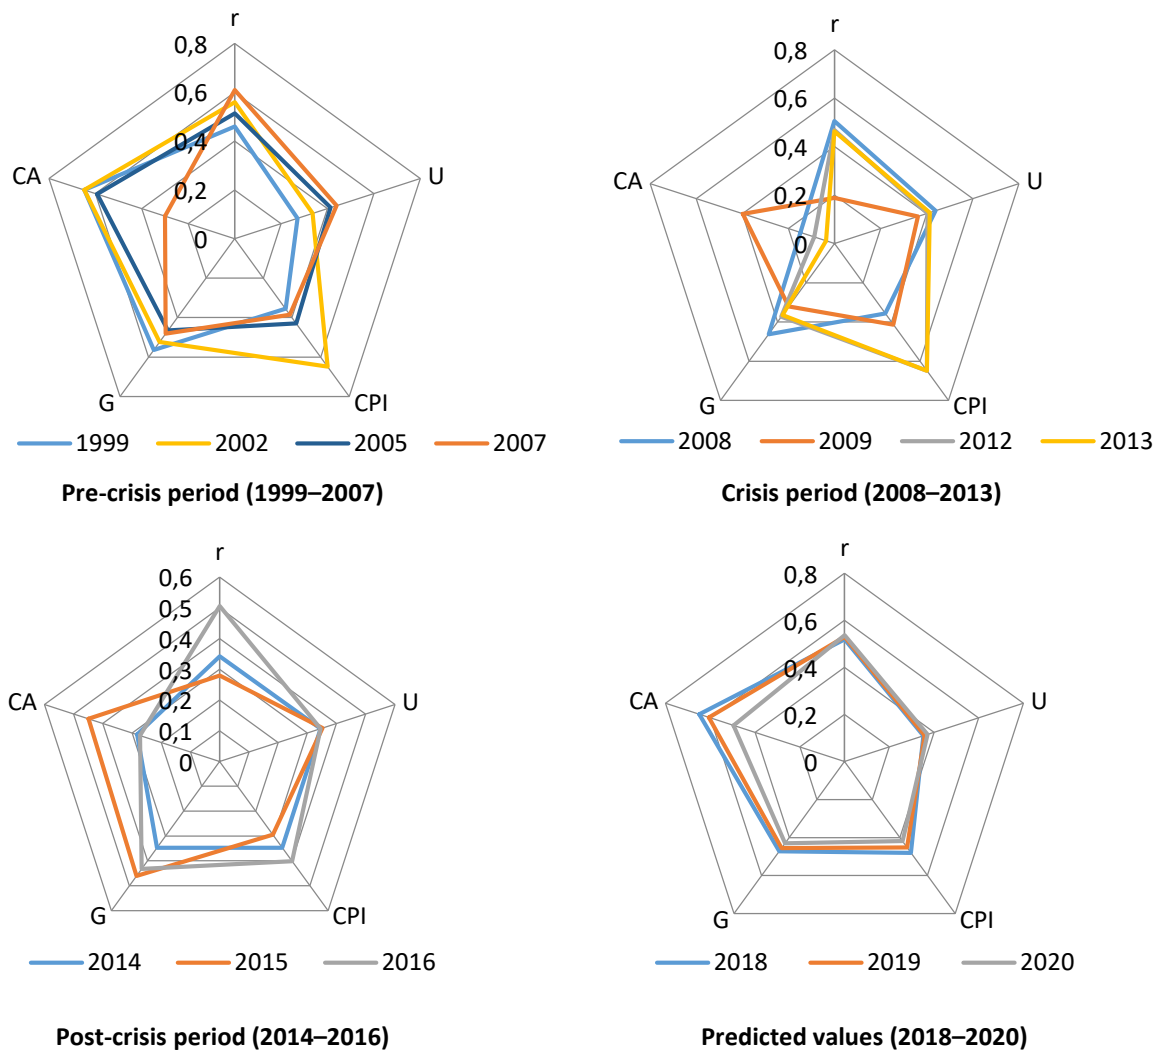 r
0,8
0,6
0,4
0,2
0
CA
U
G
CPI
1999 2002 2005 2007
Pre-crisis period (1999–2007)
r
0,8
0,6
0,4
0,2
0
CA
U
G
CPI
2008 2009 2012 2013
Crisis period (2008–2013)
r
0,6
0,5
0,4
0,3
0,2
0,1
0
CA
U
G
CPI
2014 2015 2016
Post-crisis period (2014–2016)
r
0,8
0,6
0,4
0,2
0
CA
U
G
CPI
2018 2019 2020
Predicted values (2018–2020)